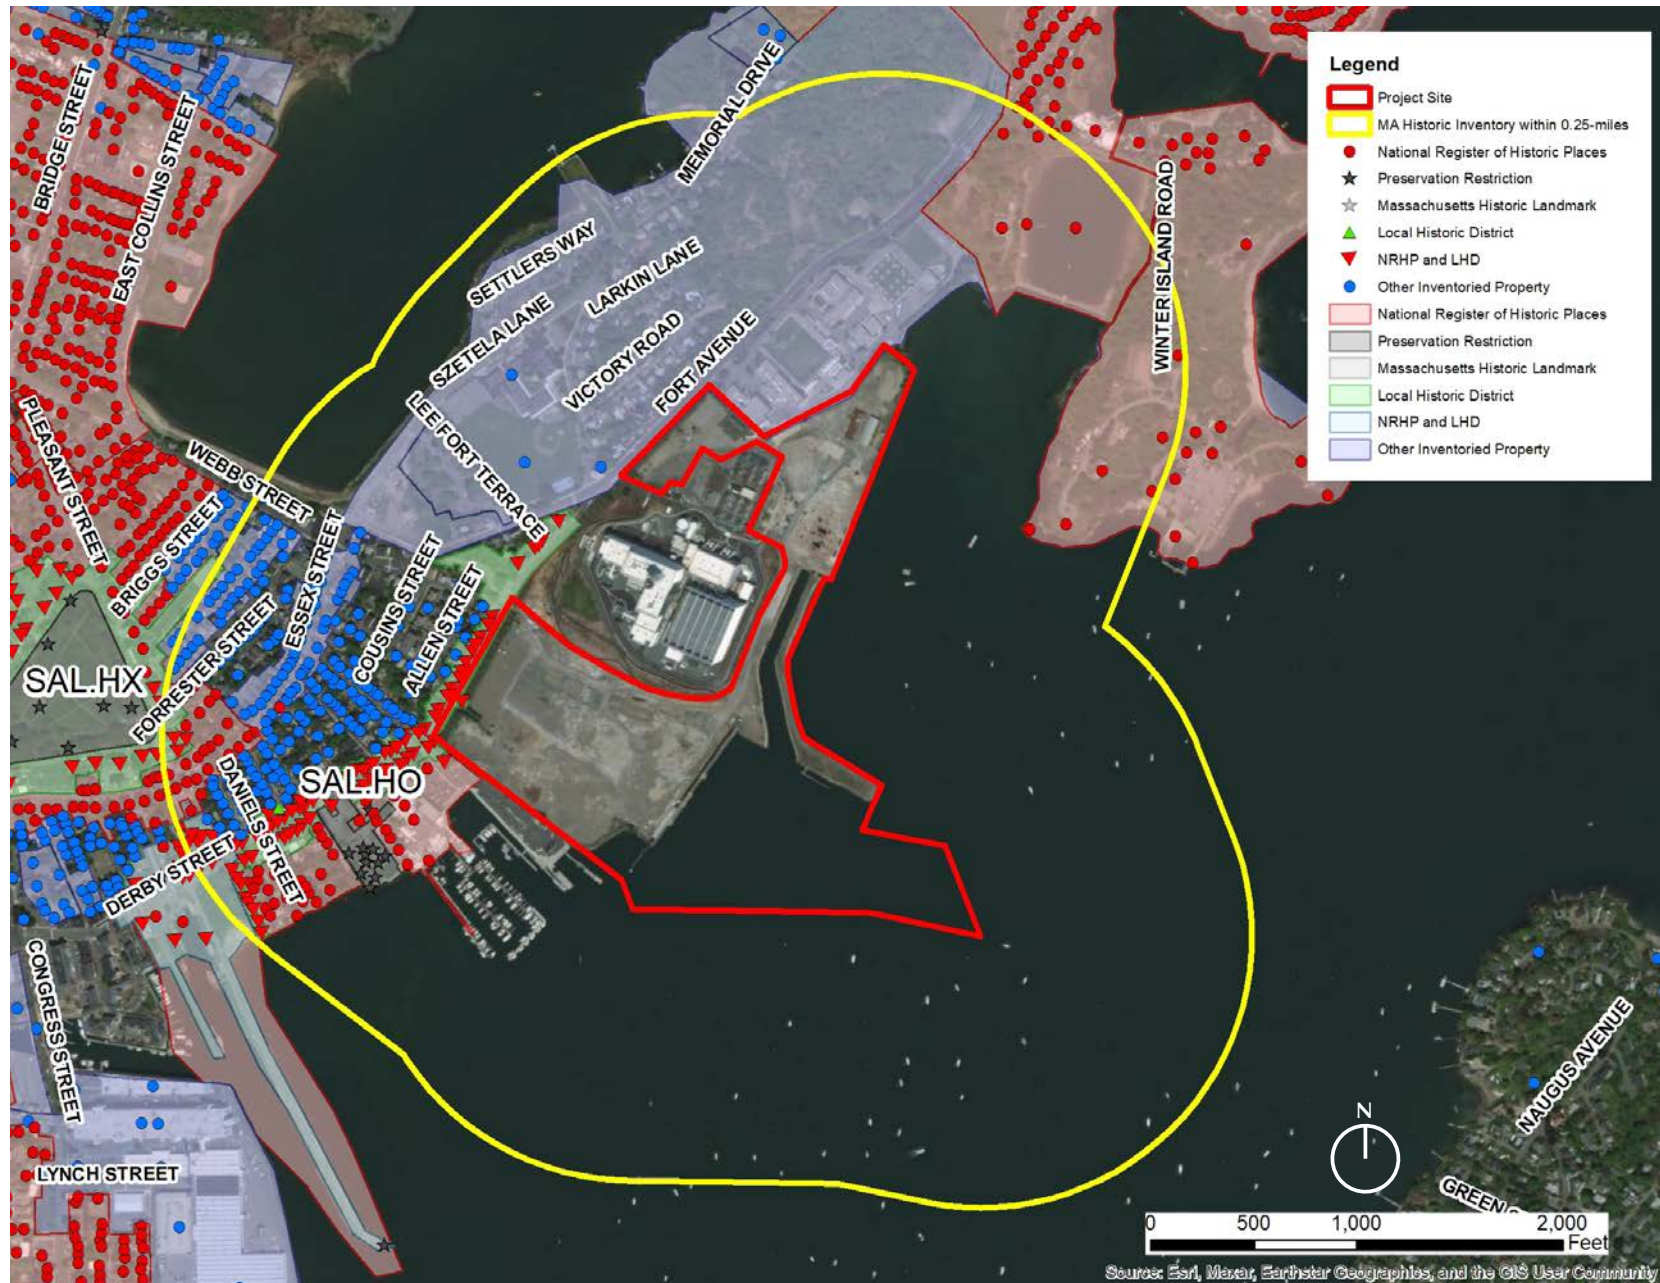 Legend
Project Site
MA Historic Inventory within 0.25-miles
National Register of Historic Places
Preservation Restriction
Massachusetts Historic Landmark
Local Historic District
NRHP and LHD
Other Inventoried Property
National Register of Historic Places
Preservation Restriction
Massachusetts Historic Landmark
Local Historic District
NRHP and LHD
Other Inventoried Property
BRIDGE STREET
EAST COLLINS STREET
MEMORIAL DRIVE
WINTER ISLAND ROAD
SETTLERS WAY
LARKIN LANE
SZETELA LANE
VICTORY ROAD
FORT AVENUE
LEE FORT TERRACE
PLEASANT STREET
WEBB STREET
BRIGGS STREET
ESSEX STREET
COUSINS STREET
ALLEN STREET
FORRESTER STREET
SAL.HX
SAL.HO
DANIELS STREET
DERBY STREET
CONGRESS STREET
LYNCH STREET
NAUGUS AVENUE
GREEN
N
0 500 1,000 2,000
Feet
Source: Esri, Maxar, Earthstar Geographics, and the GIS User Community